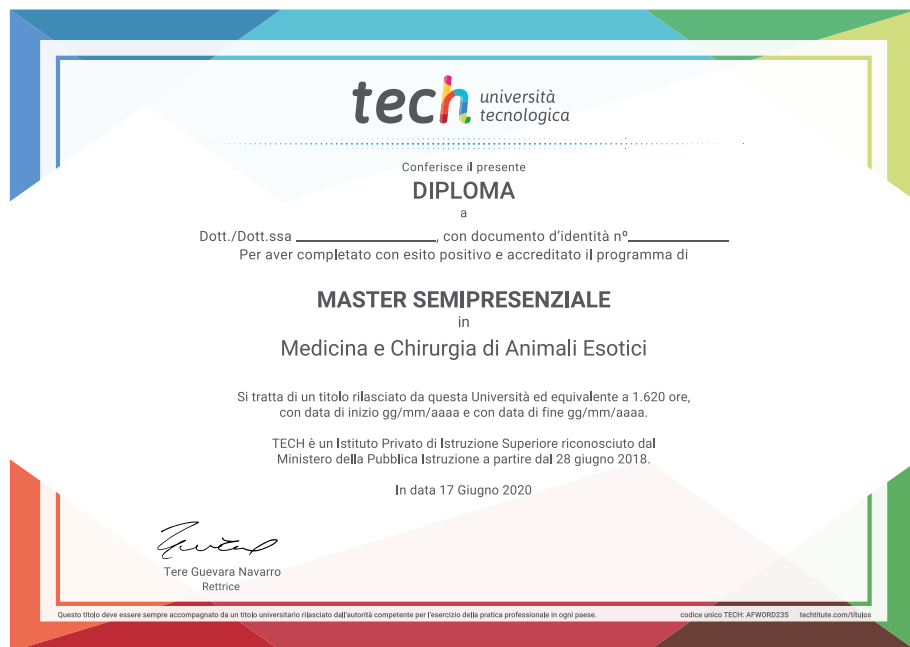 tech università
tecnologica
Conferisce il presente
DIPLOMA
a
Dott./Dott.ssa ________________, con documento d'identità nº____________
Per aver completato con esito positivo e accreditato il programma di
MASTER SEMIPRESENZIALE
in
Medicina e Chirurgia di Animali Esotici
Si tratta di un titolo rilasciato da questa Università ed equivalente a 1.620 ore,
con data di inizio gg/mm/aaaa e con data di fine gg/mm/aaaa.
TECH è un Istituto Privato di Istruzione Superiore riconosciuto dal
Ministero della Pubblica Istruzione a partire dal 28 giugno 2018.
In data 17 Giugno 2020
Tere Guevara Navarro
Rettrice
Questo titolo deve essere sempre accompagnato da un titolo universitario rilasciato dall'autorità competente per l'esercizio della pratica professionale in ogni paese. codice unico TECH: AFWORD23S techtitute.com/titulos